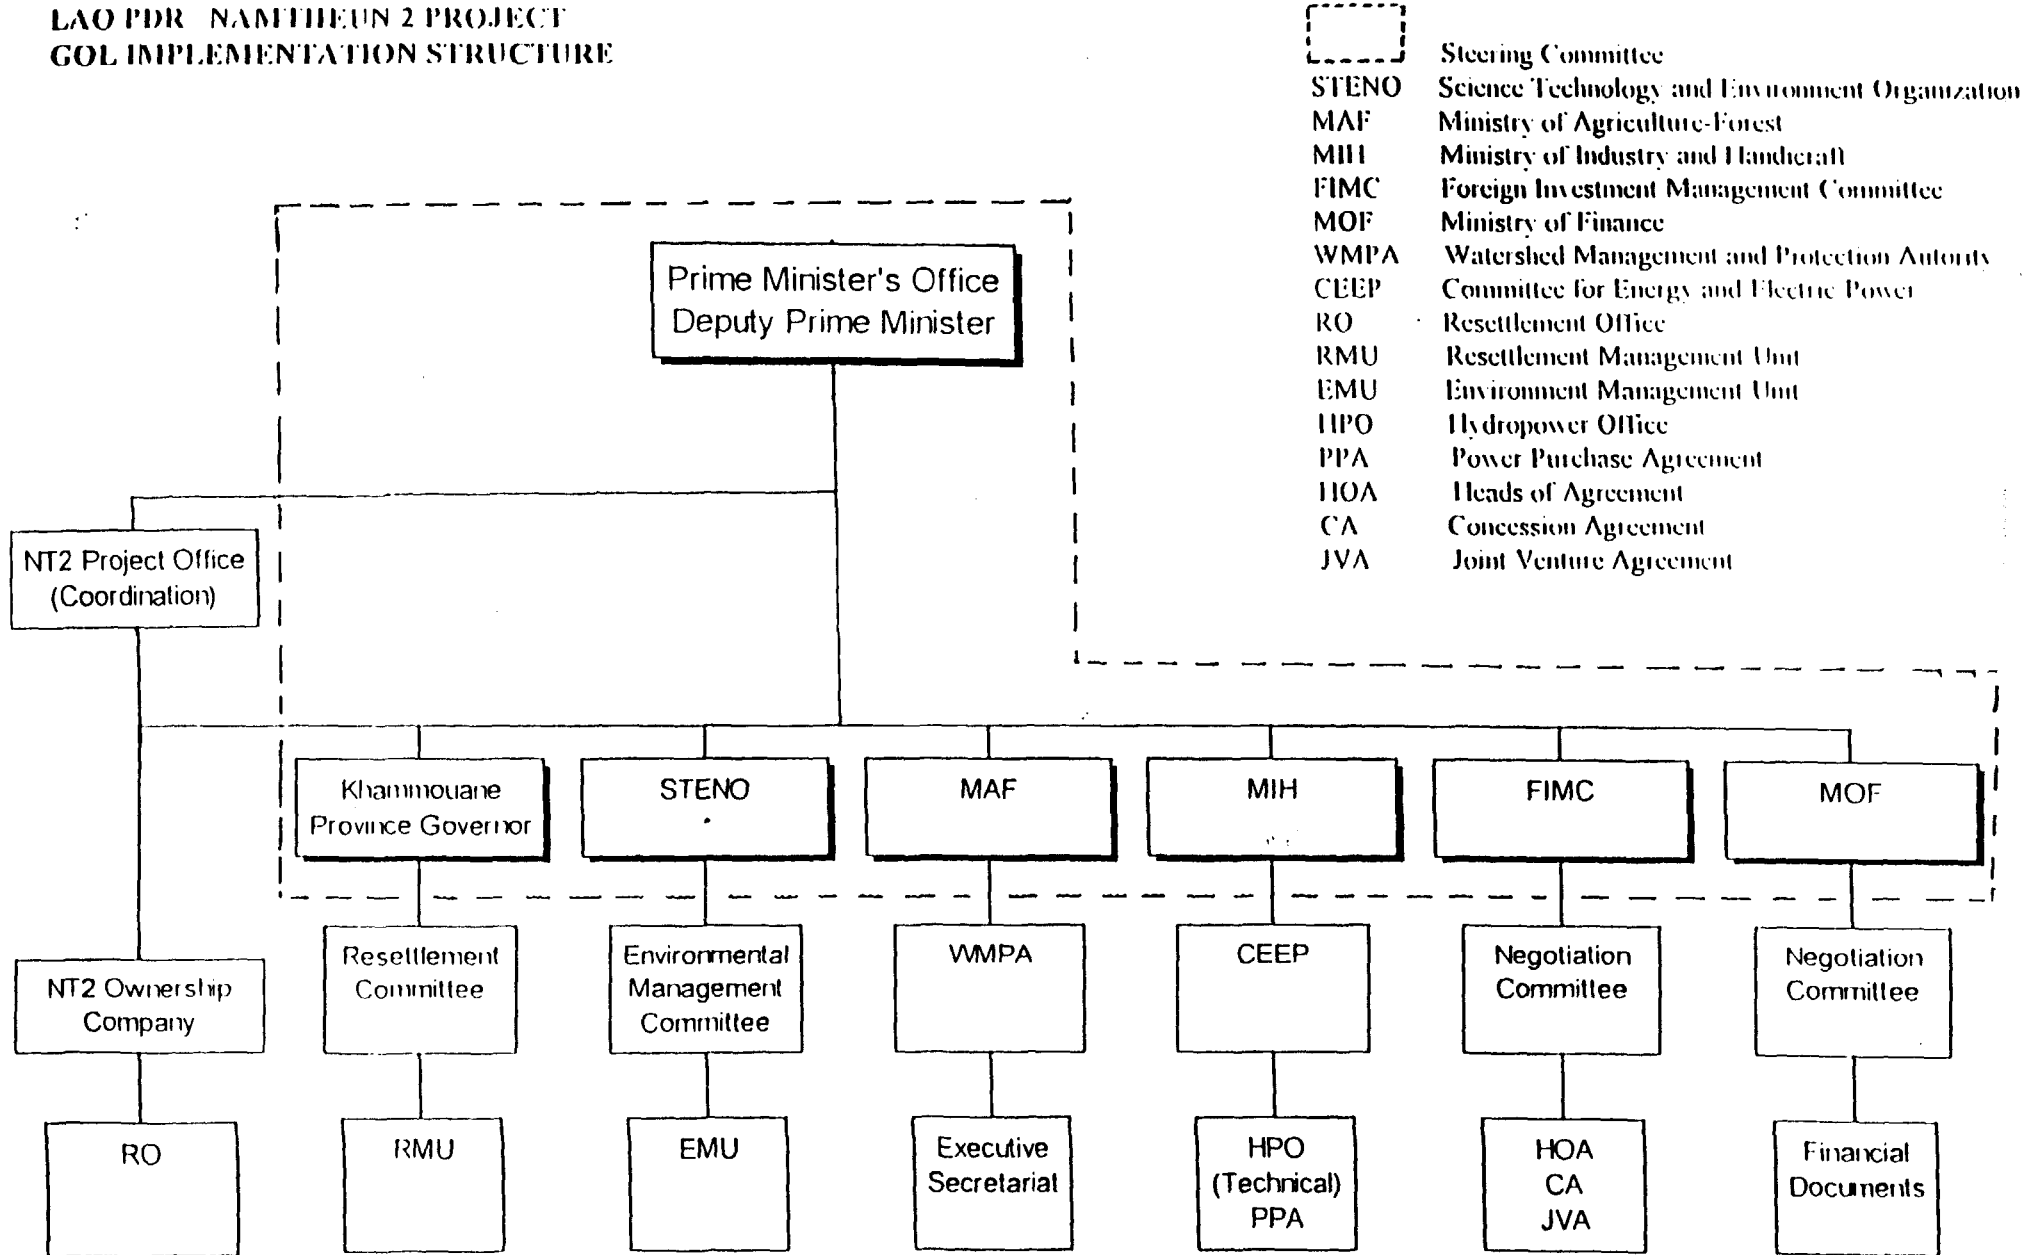 LAO PDR NAMTHEUN 2 PROJECT
GOL IMPLEMENTATION STRUCTURE
Steering Committee
STENO Science Technology and Environment Organization
MAF Ministry of Agriculture-Forest
MIH Ministry of Industry and Handicraft
FIMC Foreign Investment Management Committee
MOF Ministry of Finance
WMPA Watershed Management and Protection Autority
CEEP Committee for Energy and Electric Power
RO Resettlement Office
RMU Resettlement Management Unit
EMU Environment Management Unit
HPO Hydropower Office
PPA Power Purchase Agreement
HOA Heads of Agreement
CA Concession Agreement
JVA Joint Venture Agreement
Prime Minister's Office
Deputy Prime Minister
NT2 Project Office
(Coordination)
Khammouane
Province Governor
STENO
MAF
MIH
FIMC
MOF
NT2 Ownership
Company
Resettlement
Committee
Environmental
Management
Committee
WMPA
CEEP
Negotiation
Committee
Negotiation
Committee
RO
RMU
EMU
Executive
Secretariat
HPO
(Technical)
PPA
HOA
CA
JVA
Financial
Documents